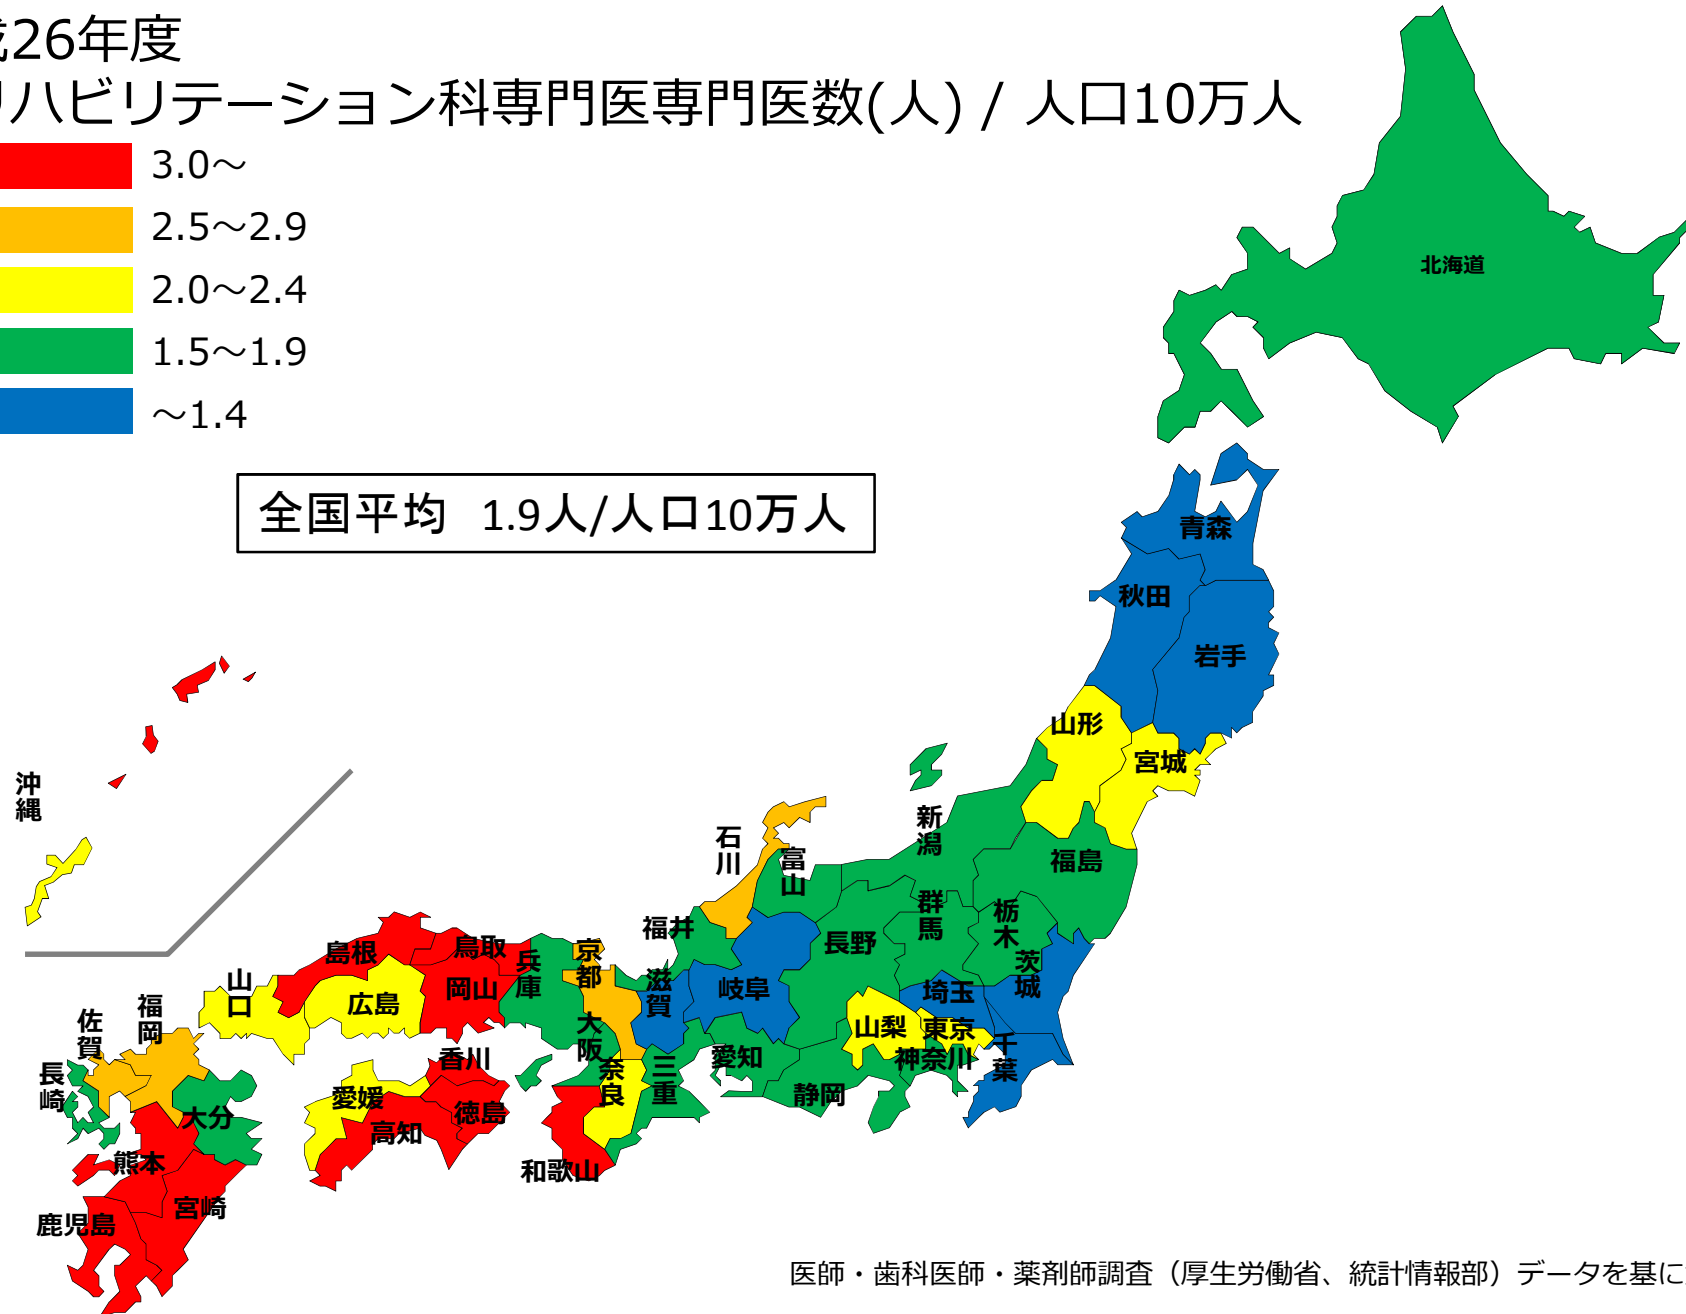 26年度
リハビリテーション科専門医専門医数(人) / 人口10万人
3.0～
2.5～2.9
2.0～2.4
1.5～1.9
～1.4
全国平均 1.9人/人口10万人
北海道
青森
秋田
岩手
山形
宮城
福島
新潟
群馬
栃木
茨城
埼玉
千葉
東京
神奈川
山梨
長野
静岡
愛知
岐阜
富山
石川
福井
滋賀
三重
京都
大阪
奈良
和歌山
兵庫
鳥取
島根
岡山
広島
山口
香川
徳島
愛媛
高知
福岡
佐賀
長崎
大分
熊本
宮崎
鹿児島
沖縄
医師・歯科医師・薬剤師調査（厚生労働省、統計情報部）データを基に